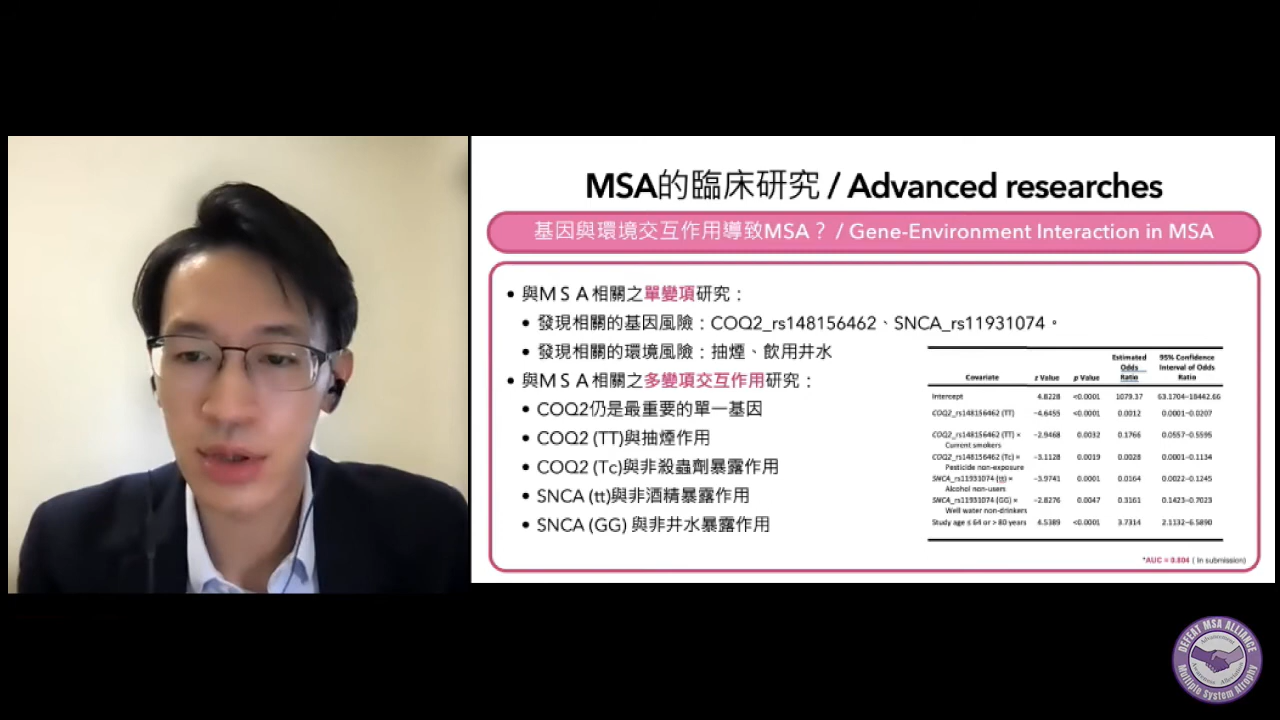 MSA的臨床研究 / Advanced researches
基因與環境交互作用導致MSA？ / Gene-Environment Interaction in MSA
• 與ＭＳＡ相關之單變項研究：
• 發現相關的基因風險：COQ2_rs148156462、SNCA_rs11931074。
• 發現相關的環境風險：抽煙、飲用井水
• 與ＭＳＡ相關之多變項交互作用研究：
• COQ2仍是最重要的單一基因
• COQ2 (TT)與抽煙作用
• COQ2 (Tc)與非殺蟲劑暴露作用
• SNCA (tt)與非酒精暴露作用
• SNCA (GG) 與非井水暴露作用
Covariate z Value p Value Estimated Odds Ratio 95% Confidence Interval of Odds Ratio
Intercept 4.8228 <0.0001 1079.37 63.1704–18442.66
COQ2_rs148156462 (TT) −4.6455 <0.0001 0.0012 0.0001–0.0207
COQ2_rs148156462 (TT) × −2.9468 0.0032 0.1766 0.0557–0.5595
Current smokers
COQ2_rs148156462 (Tc) × −3.1128 0.0019 0.0028 0.0001–0.1134
Pesticide non-exposure
SNCA_rs11931074 (tt) × −3.9741 0.0001 0.0164 0.0022–0.1245
Alcohol non-users
SNCA_rs11931074 (GG) × −2.8276 0.0047 0.3161 0.1423–0.7023
Well water non-drinkers
Study age ≤ 64 or > 80 years 4.5389 <0.0001 3.7314 2.1132–6.5890
*AUC = 0.804 ( In submission)
DEFEAT MSA ALLIANCE
Multiple System Atrophy